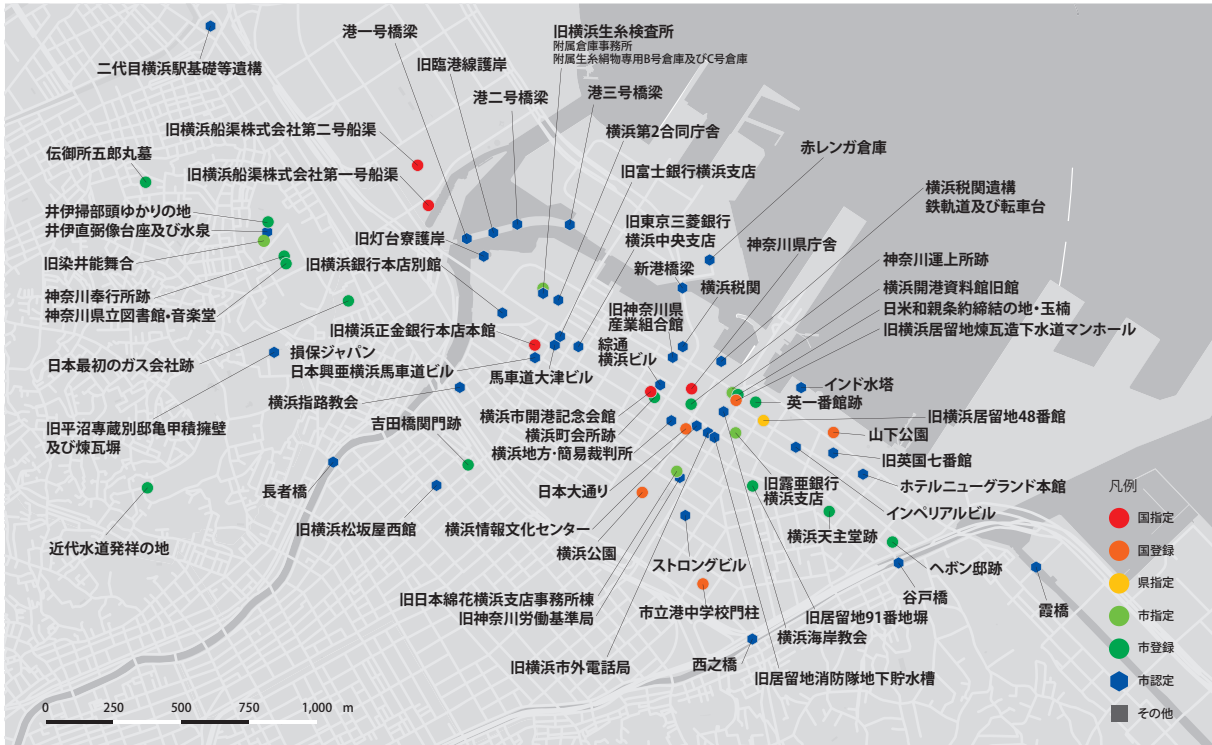 港一号橋梁
旧横浜生糸検査所
附属倉庫事務所
附属生糸絹物専用B号倉庫及びC号倉庫
二代目横浜駅基礎等遺構
旧臨港線護岸
港二号橋梁
港三号橋梁
旧横浜船渠株式会社第二号船渠
横浜第2合同庁舎
赤レンガ倉庫
伝御所五郎丸墓
旧横浜船渠株式会社第一号船渠
旧富士銀行横浜支店
横浜税関遺構
鉄軌道及び転車台
井伊掃部頭ゆかりの地
井伊直弼像台座及び水泉
旧東京三菱銀行
横浜中央支店
旧灯台寮護岸
神奈川県庁舎
旧染井能舞台
旧横浜銀行本店別館
新港橋梁
神奈川運上所跡
横浜税関
横浜開港資料館旧館
神奈川奉行所跡
神奈川県立図書館・音楽堂
旧神奈川県
産業組合館
日米和親条約締結の地・玉楠
旧横浜正金銀行本店本館
旧横浜居留地煉瓦造下水道マンホール
綜通
横浜ビル
日本最初のガス会社跡
損保ジャパン
日本興亜横浜馬車道ビル
馬車道大津ビル
インド水塔
横浜指路教会
英一番館跡
吉田橋関門跡
横浜市開港記念会館
旧横浜居留地48番館
旧平沼専蔵別邸亀甲積擁壁
及び煉瓦塀
横浜町会所跡
山下公園
横浜地方・簡易裁判所
旧英国七番館
長者橋
日本大通り
旧露亜銀行
横浜支店
ホテルニューグランド本館
凡例
旧横浜松坂屋西館
横浜情報文化センター
インペリアルビル
国指定
近代水道発祥の地
横浜公園
横浜天主堂跡
国登録
ストロングビル
ヘボン邸跡
県指定
旧日本綿花横浜支店事務所棟
旧神奈川労働基準局
市立港中学校門柱
旧居留地91番地塀
谷戸橋
霞橋
市指定
横浜海岸教会
市登録
旧横浜市外電話局
西之橋
旧居留地消防隊地下貯水槽
市認定
0 250 500 750 1,000 m
その他